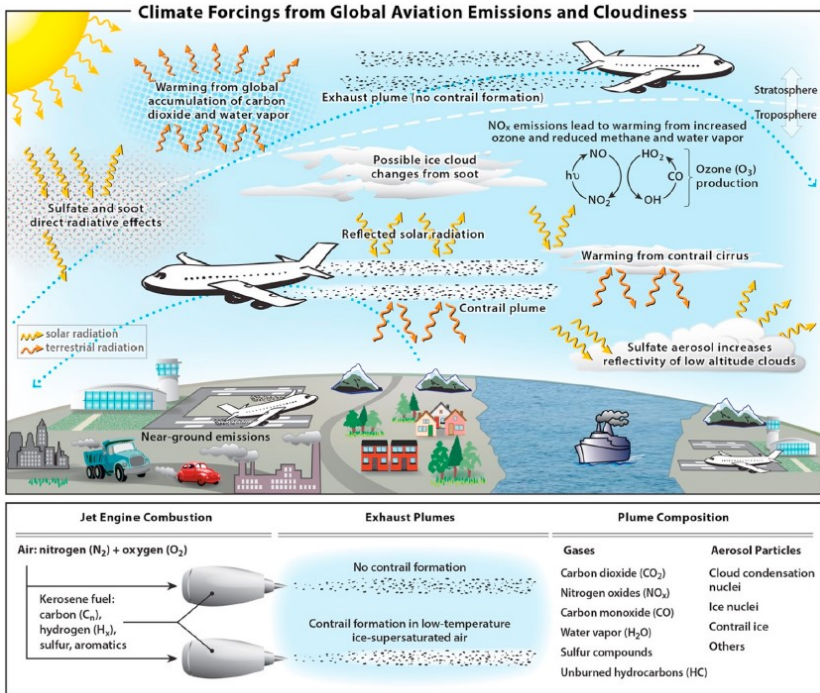 Climate Forcings from Global Aviation Emissions and Cloudiness
Warming from global
accumulation of carbon
dioxide and water vapor
Exhaust plume (no contrail formation)
Stratosphere
Troposphere
NOx emissions lead to warming from increased
ozone and reduced methane and water vapor
Possible ice cloud
changes from soot
NO
HO₂
hυ
CO
NO₂
OH
Ozone (O₃)
production
Sulfate and soot
direct radiative effects
Reflected solar radiation
Warming from contrail cirrus
Contrail plume
solar radiation
terrestrial radiation
Sulfate aerosol increases
reflectivity of low altitude clouds
Near-ground emissions
Jet Engine Combustion
Air: nitrogen (N₂) + oxygen (O₂)
Kerosene fuel:
carbon (Cₙ),
hydrogen (Hₓ),
sulfur, aromatics
Exhaust Plumes
No contrail formation
Contrail formation in low-temperature
ice-supersaturated air
Plume Composition
Gases
Carbon dioxide (CO₂)
Nitrogen oxides (NOₓ)
Carbon monoxide (CO)
Water vapor (H₂O)
Sulfur compounds
Unburned hydrocarbons (HC)
Aerosol Particles
Cloud condensation
nuclei
Ice nuclei
Contrail ice
Others